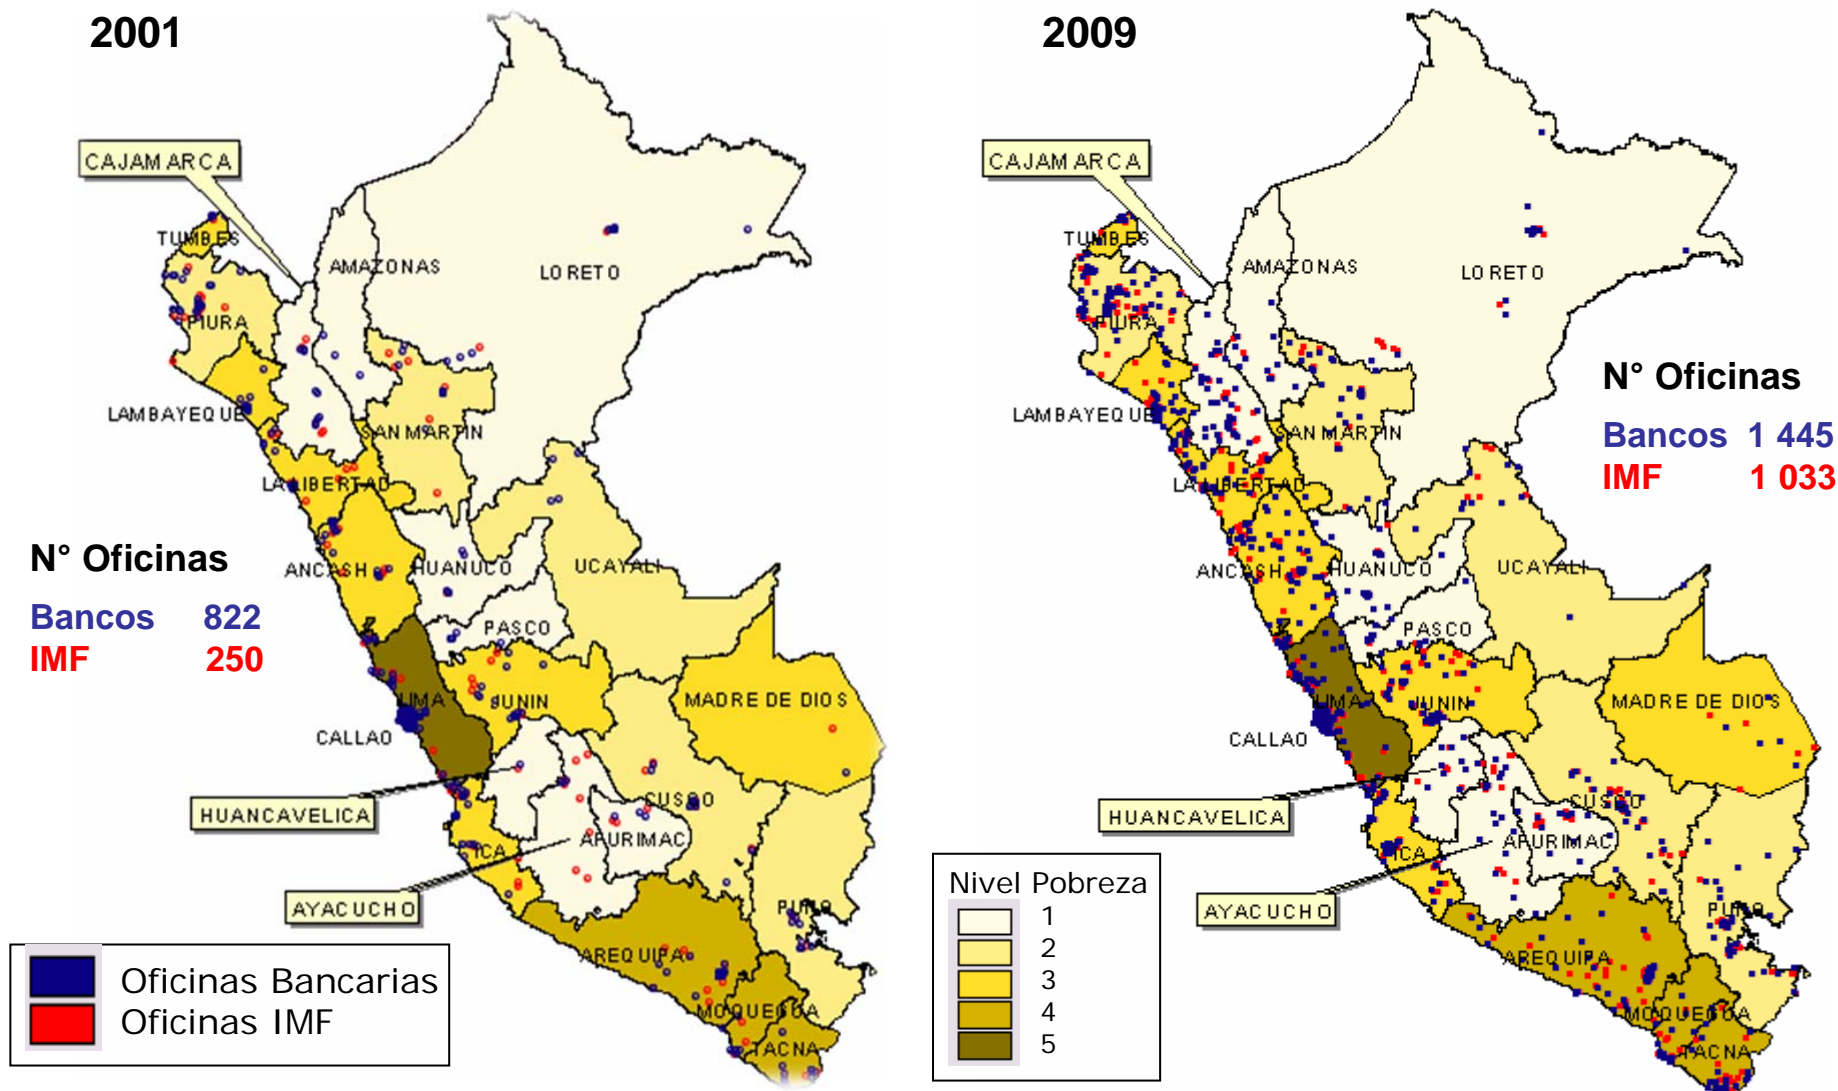 2001
CAJAMARCA
TUMBES
AMAZONAS
LORETO
PIURA
LAMBAYEQUE
SAN MARTIN
LA LIBERTAD
N° Oficinas
Bancos 822
IMF 250
ANCASH
HUANUCO
UCAYALI
PASCO
LIMA
JUNIN
MADRE DE DIOS
CALLAO
HUANCAVELICA
CUSCO
ICA
APURIMAC
AYACUCHO
PUNO
AREQUIPA
MOQUEGUA
TACNA
Oficinas Bancarias
Oficinas IMF
2009
CAJAMARCA
TUMBES
AMAZONAS
LORETO
PIURA
LAMBAYEQUE
SAN MARTIN
LA LIBERTAD
N° Oficinas
Bancos 1 445
IMF 1 033
ANCASH
HUANUCO
UCAYALI
PASCO
LIMA
JUNIN
MADRE DE DIOS
CALLAO
HUANCAVELICA
CUSCO
ICA
APURIMAC
AYACUCHO
PUNO
AREQUIPA
MOQUEGUA
TACNA
Nivel Pobreza
1
2
3
4
5